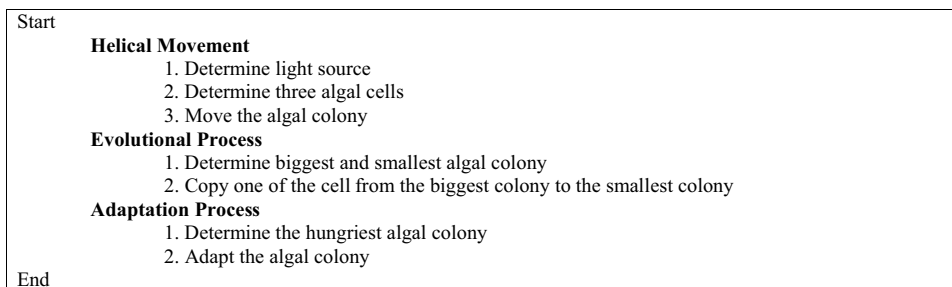 Start
Helical Movement
1. Determine light source
2. Determine three algal cells
3. Move the algal colony
Evolutional Process
1. Determine biggest and smallest algal colony
2. Copy one of the cell from the biggest colony to the smallest colony
Adaptation Process
1. Determine the hungriest algal colony
2. Adapt the algal colony
End